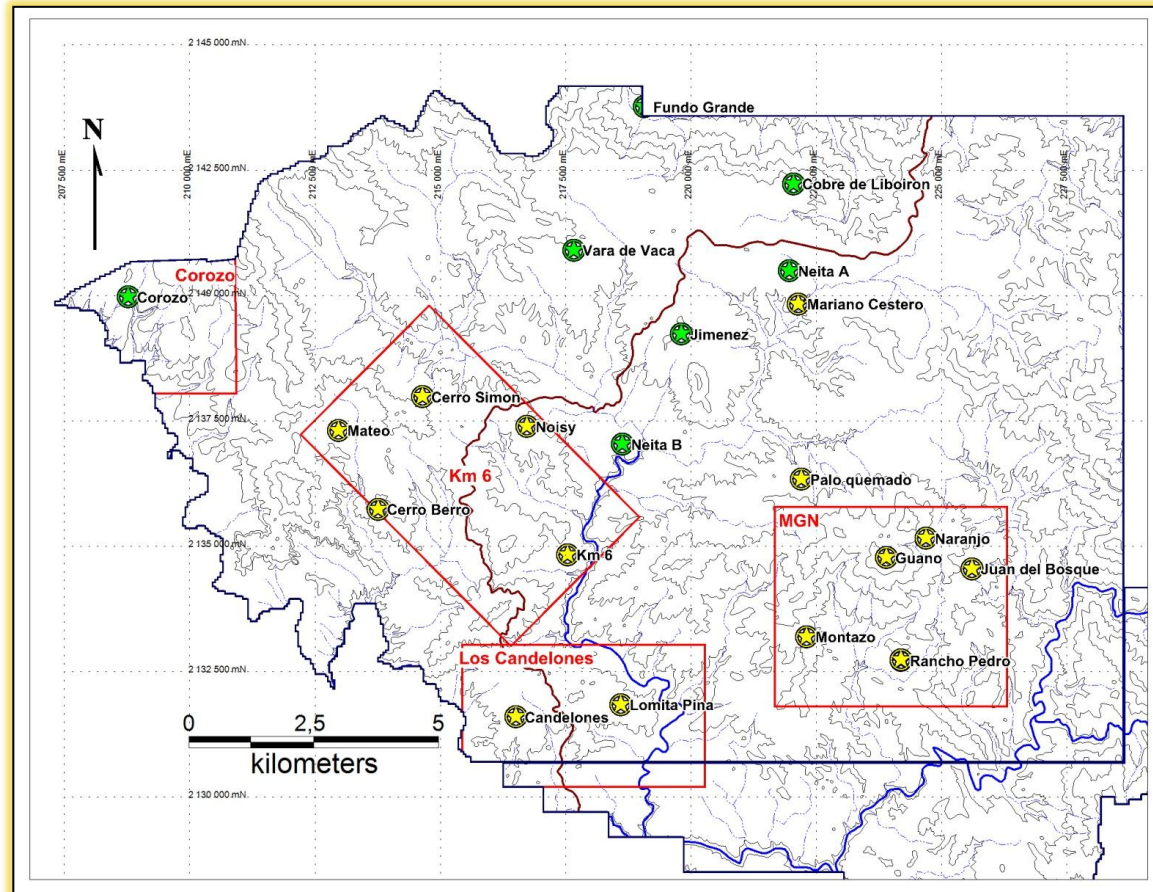 2 145 000 mN
Fundo Grande
N
207 500 mE
210 000 mE
212 500 mE
215 000 mE
217 500 mE
220 000 mE
225 000 mE
227 500 mE
2 142 500 mN
Cobre de Liboiron
Vara de Vaca
Corozo
Neita A
2 140 000 mN
Corozo
Mariano Cestero
Jimenez
Cerro Simon
2 137 500 mN
Mateo
Noisy
Neita B
Km 6
Palo quemado
Cerro Berro
MGN
Naranjo
2 135 000 mN
Km 6
Guano
Juan del Bosque
Montazo
Los Candelones
Rancho Pedro
2 132 500 mN
Lomita Pina
Candelones
0 2,5 5
kilometers
2 130 000 mN